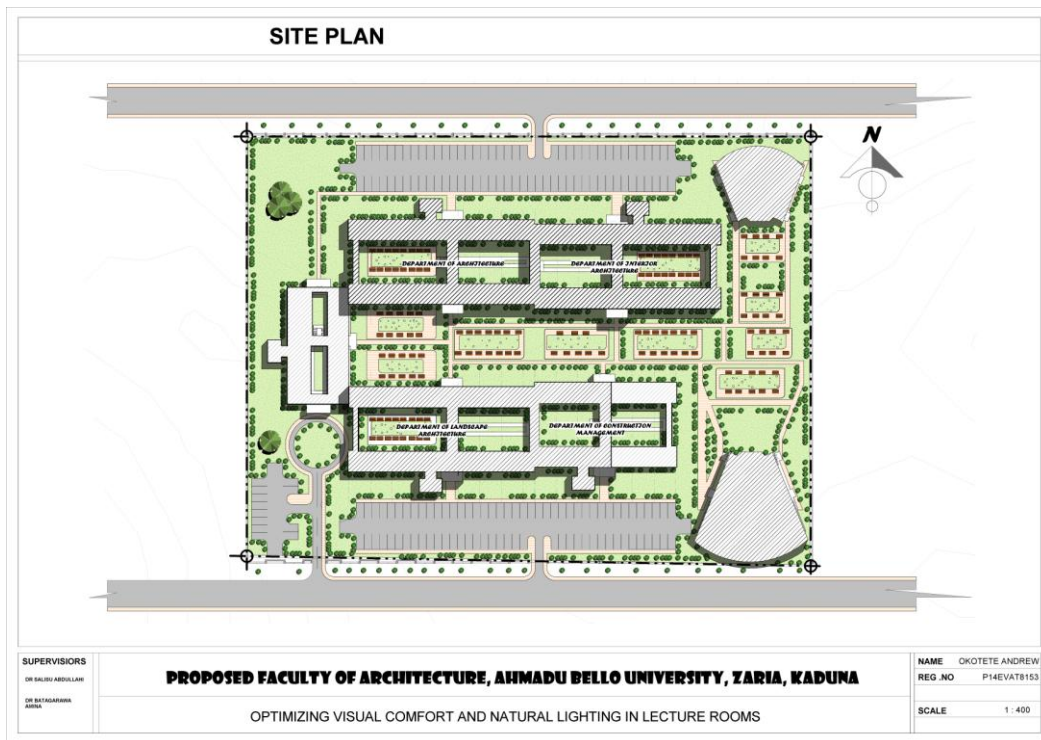 SITE PLAN
N
DEPARTMENT OF ARCHITECTURE
DEPARTMENT OF INTERIOR
ARCHITECTURE
DEPARTMENT OF LANDSCAPE
ARCHITECTURE
DEPARTMENT OF CONSTRUCTION
MANAGEMENT
SUPERVISIORS
DR SALISU ABDULLAHI
DR BATAGARAWA
AMINA
PROPOSED FACULTY OF ARCHITECTURE, AHMADU BELLO UNIVERSITY, ZARIA, KADUNA
OPTIMIZING VISUAL COMFORT AND NATURAL LIGHTING IN LECTURE ROOMS
NAME OKOTETE ANDREW
REG .NO P14EVAT8153
SCALE 1 : 400